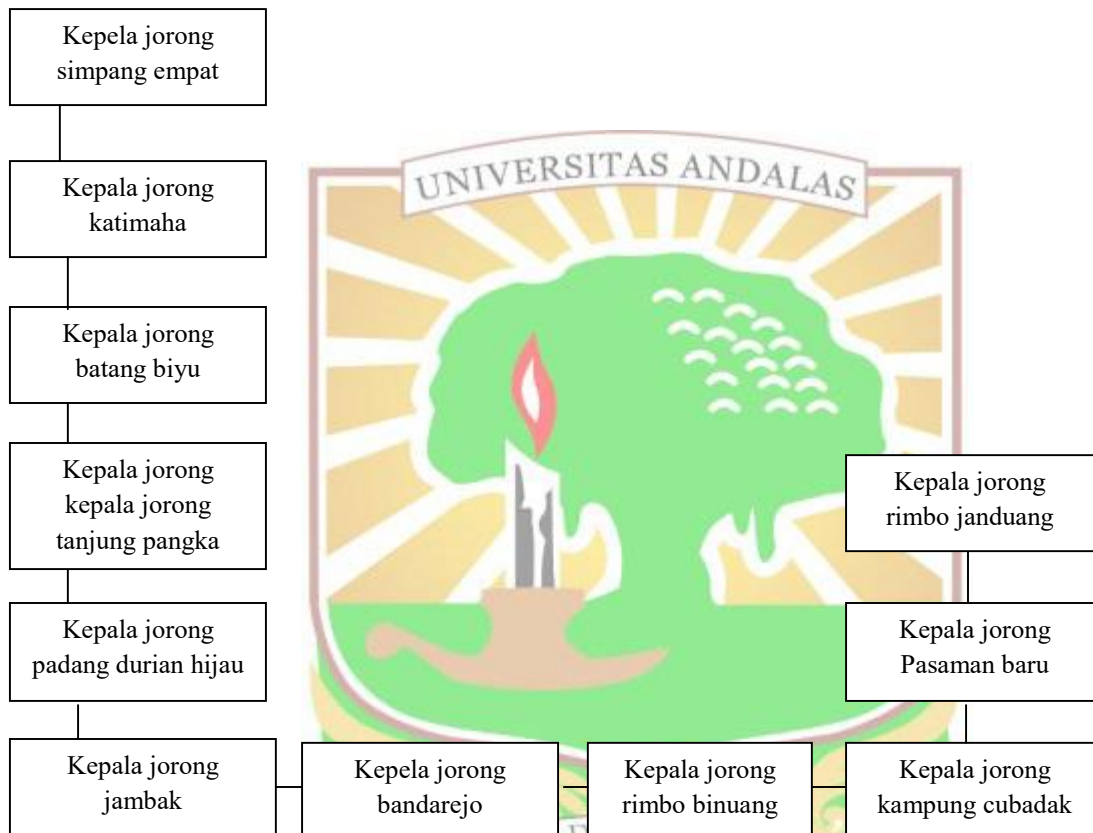 Kepela jorong
simpang empat
UNIVERSITAS ANDALAS
Kepala jorong
katimaha
Kepala jorong
batang biyu
Kepala jorong
kepala jorong
tanjung pangka
Kepala jorong
rimbo janduang
Kepala jorong
padang durian hijau
Kepala jorong
Pasaman baru
Kepala jorong
jambak
Kepela jorong
bandarejo
Kepala jorong
rimbo binuang
Kepala jorong
kampung cubadak